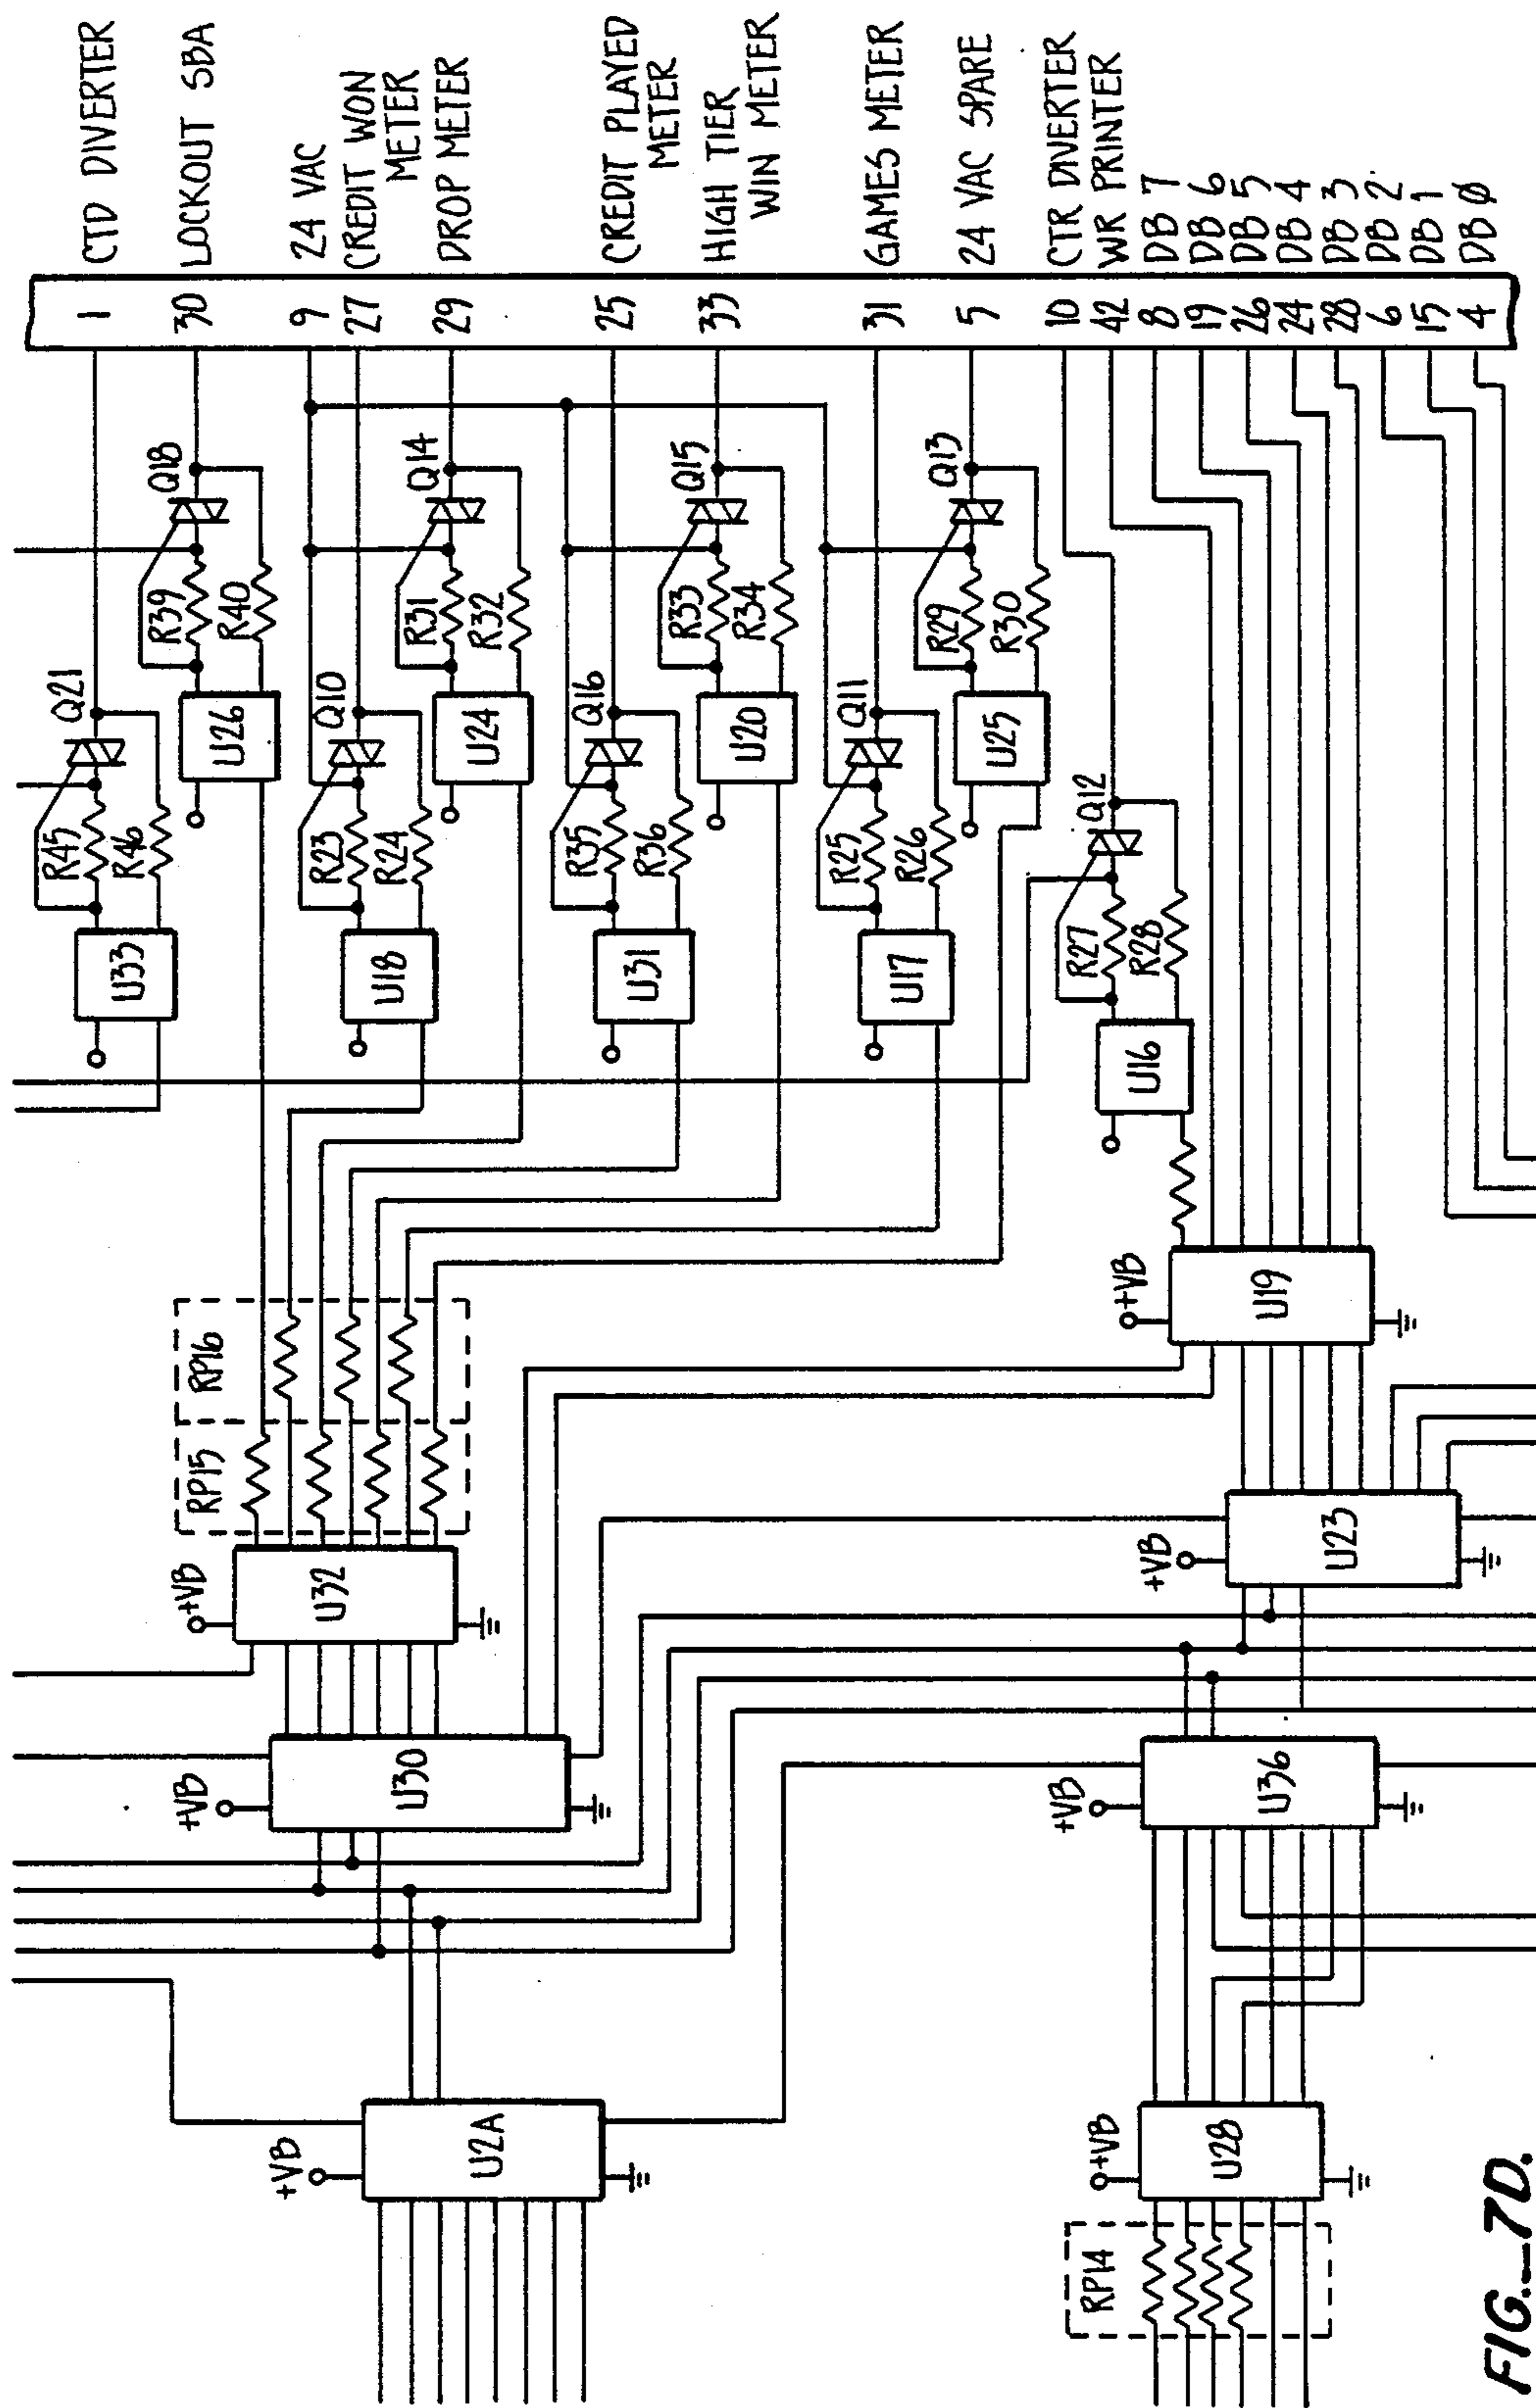 CTD DIVERTER
LOCKOUT SBA
24 VAC
CREDIT WON
METER
DROP METER
CREDIT PLAYED
METER
HIGH TIER
WIN METER
GAMES METER
24 VAC SPARE
CTR DIVERTER
WR PRINTER
DB 7
DB 6
DB 5
DB 4
DB 3
DB 2
DB 1
DB Ø
1
30
9
27
29
25
33
31
5
10
42
8
19
26
24
28
6
15
4
Q21
R45
R46
U33
Q18
R39
R40
U26
Q10
R23
R24
U18
Q14
R31
R32
U24
Q16
R35
R36
U31
Q15
R33
R34
U20
Q11
R25
R26
U17
Q13
R29
R30
U25
Q12
R27
R28
U16
RP15
RP16
+VB
U32
+VB
U19
+VB
U30
+VB
U23
+VB
U36
+VB
U2A
+VB
U28
RP14
FIG._7D.